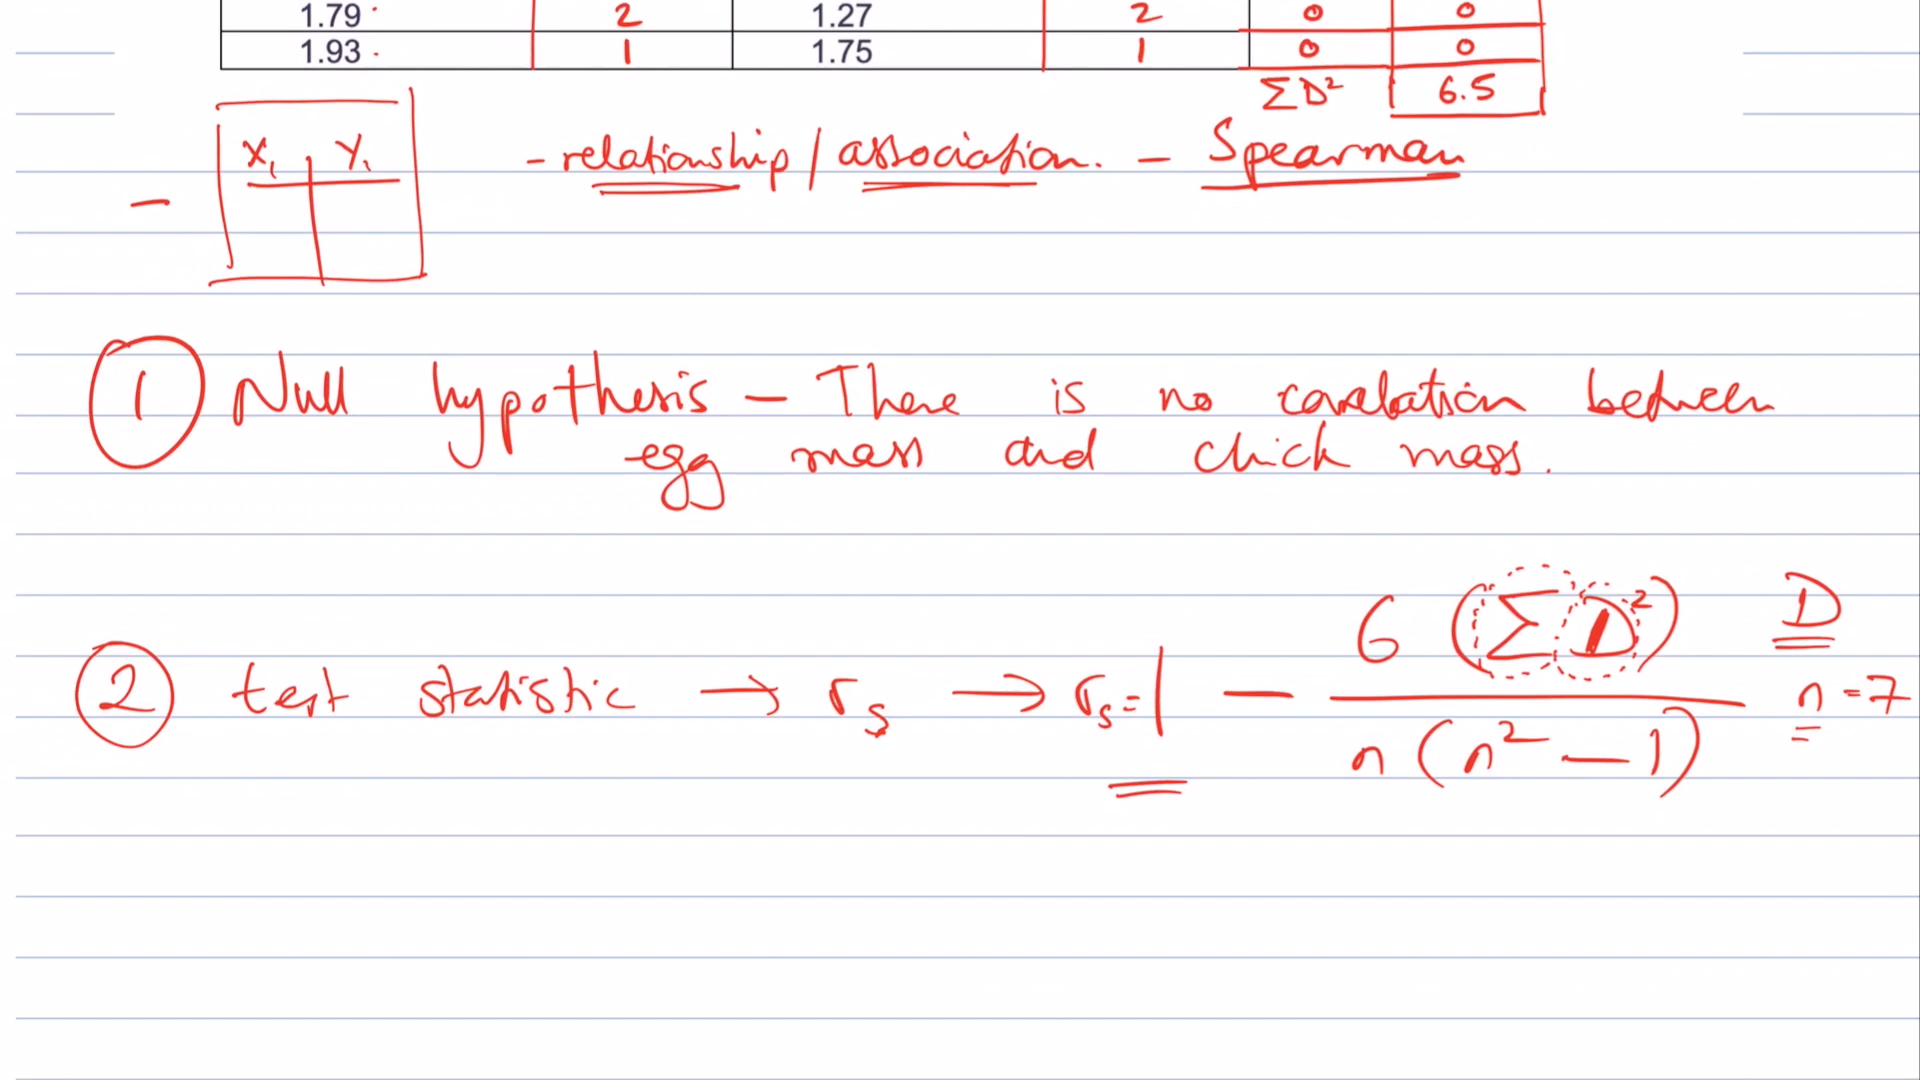 1.79 2 1.27 2 0 0
1.93 1 1.75 1 0 0
ΣD² 6.5
X₁ Y₁ - relationship / association. - Spearman
① Null hypothesis - There is no correlation between
egg mass and chick mass.
② test statistic → rₛ → rₛ = 1 - 6 (ΣD²) D
n (n² - 1) n = 7